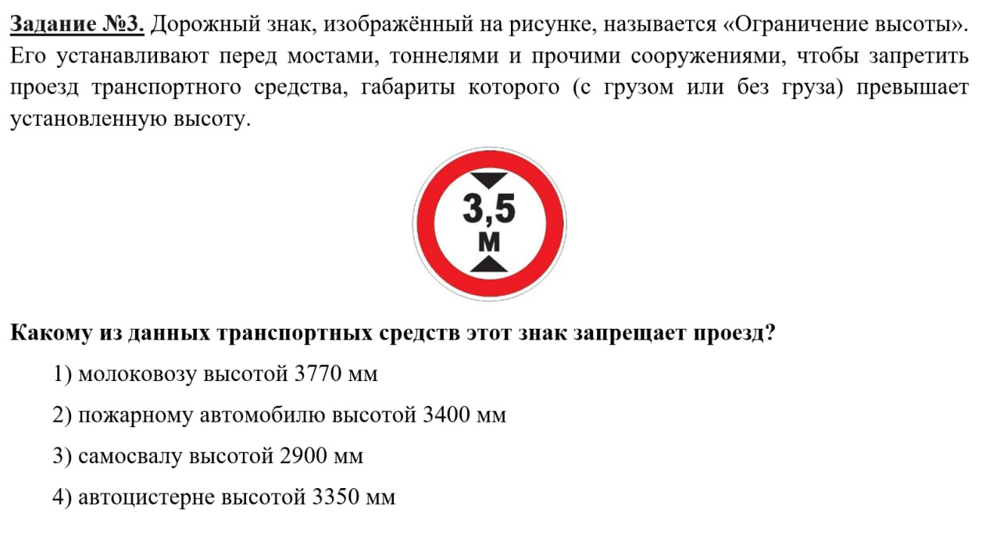 Задание №3. Дорожный знак, изображённый на рисунке, называется «Ограничение высоты».
Его устанавливают перед мостами, тоннелями и прочими сооружениями, чтобы запретить
проезд транспортного средства, габариты которого (с грузом или без груза) превышает
установленную высоту.
3,5
м
Какому из данных транспортных средств этот знак запрещает проезд?
1) молоковозу высотой 3770 мм
2) пожарному автомобилю высотой 3400 мм
3) самосвалу высотой 2900 мм
4) автоцистерне высотой 3350 мм